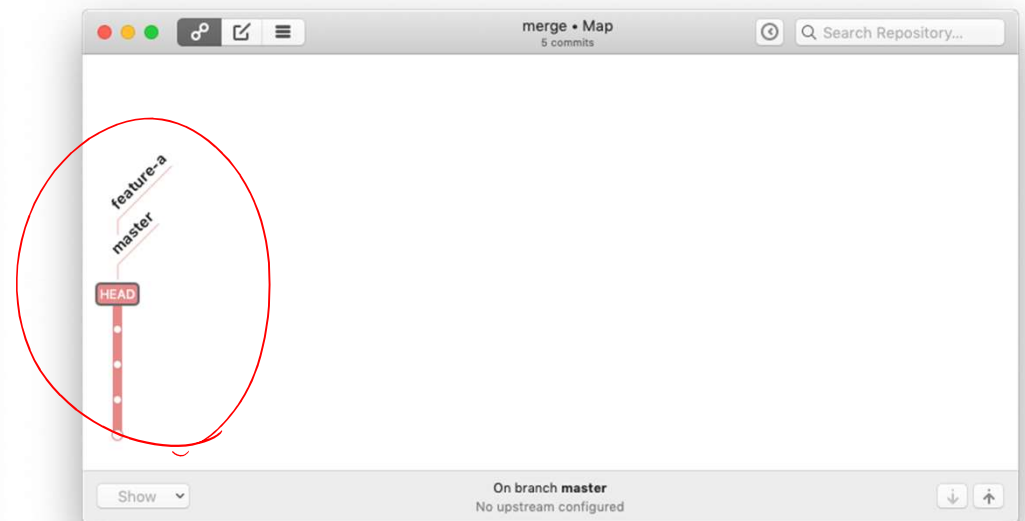 merge • Map
5 commits
Search Repository...
feature-a
master
HEAD
Show
On branch master
No upstream configured